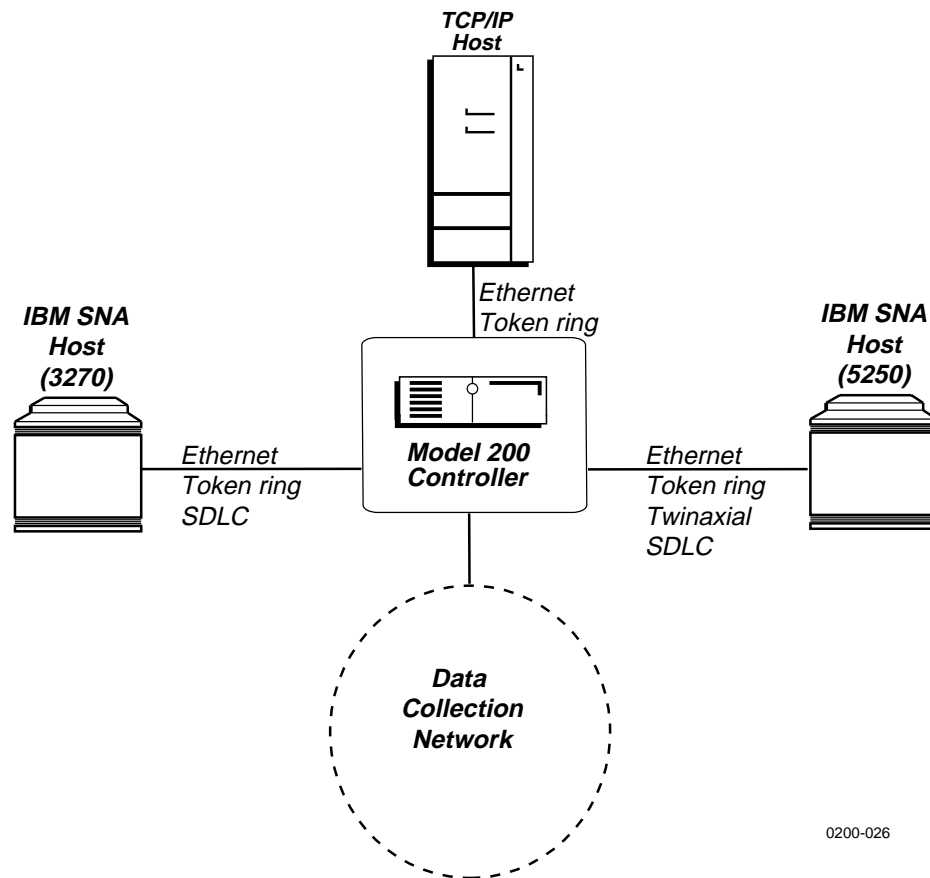 TCP/IP
Host
Ethernet
Token ring
IBM SNA
Host
(3270)
IBM SNA
Host
(5250)
Model 200
Controller
Ethernet
Token ring
SDLC
Ethernet
Token ring
Twinaxial
SDLC
Data
Collection
Network
0200-026